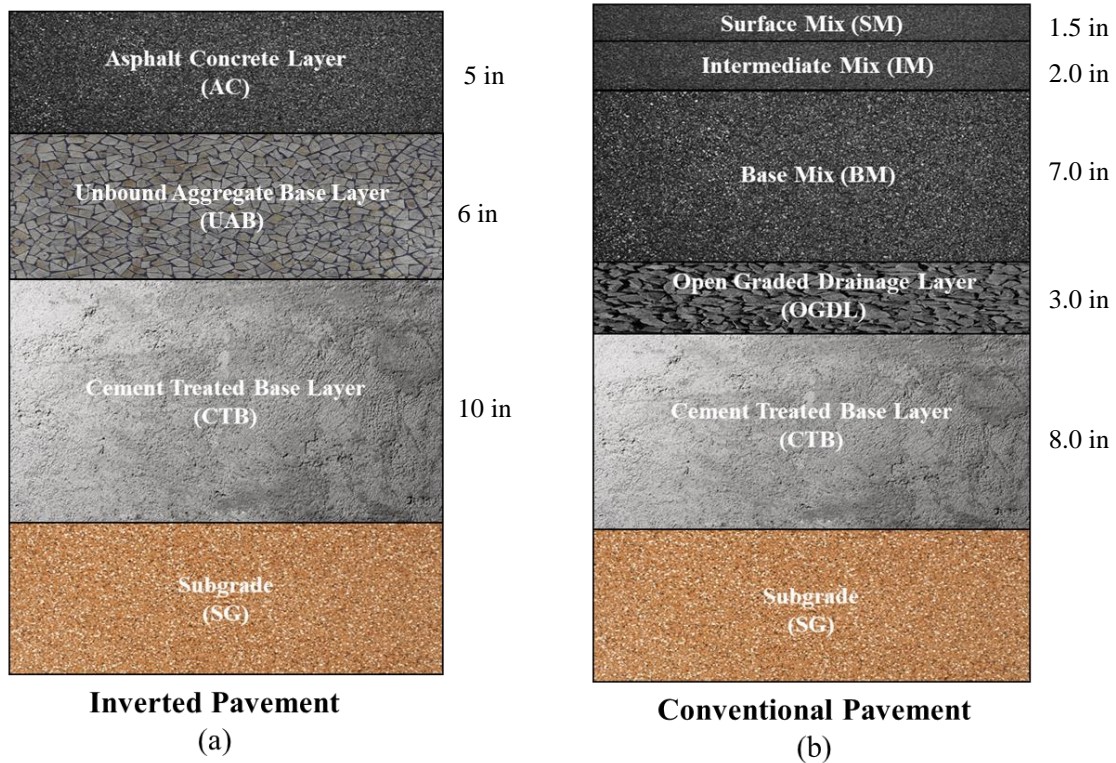 Asphalt Concrete Layer
(AC)
5 in
Unbound Aggregate Base Layer
(UAB)
6 in
Cement Treated Base Layer
(CTB)
10 in
Subgrade
(SG)
Inverted Pavement
(a)
Surface Mix (SM)
1.5 in
Intermediate Mix (IM)
2.0 in
Base Mix (BM)
7.0 in
Open Graded Drainage Layer
(OGDL)
3.0 in
Cement Treated Base Layer
(CTB)
8.0 in
Subgrade
(SG)
Conventional Pavement
(b)